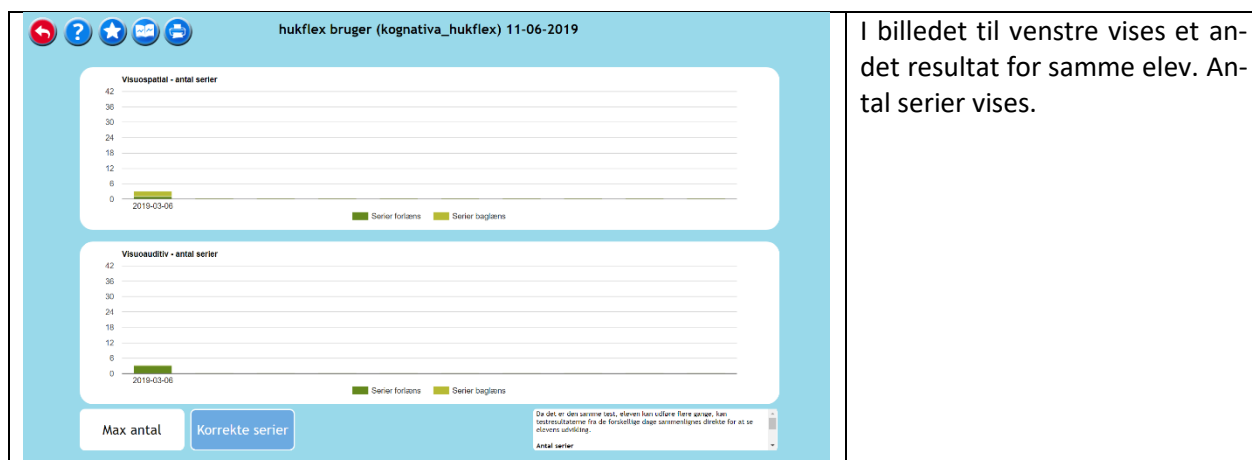 hukflex bruger (kognativa_hukflex) 11-06-2019
Visuospatial - antal serier
42
36
30
24
18
12
6
0
2019-03-06
Serier forlæns Serier baglæns
Visuoauditiv - antal serier
42
36
30
24
18
12
6
0
2019-03-06
Serier forlæns Serier baglæns
Max antal
Korrekte serier
Da det er den samme test, eleven kan udføre flere gange, kan
testresultaterne fra de forskellige dage sammenlignes direkte for at se
elevens udvikling.
Antal serier
I billedet til venstre vises et an-
det resultat for samme elev. An-
tal serier vises.